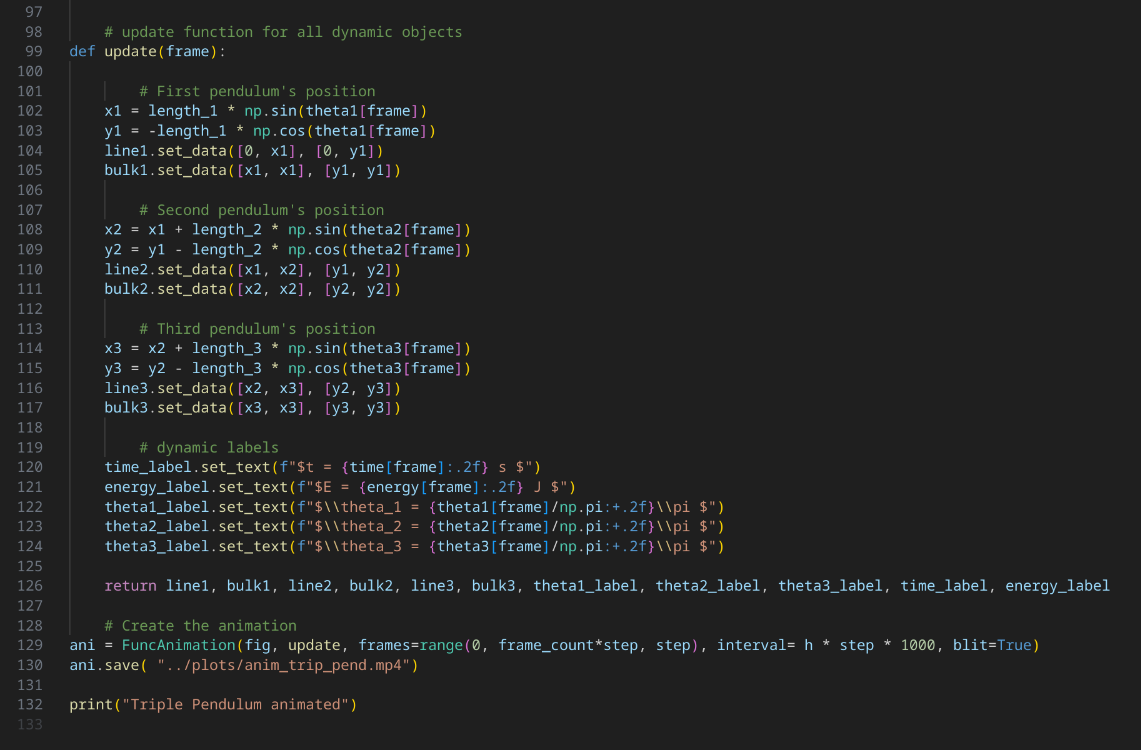 97
98     # update function for all dynamic objects
99 def update(frame):
100
101         # First pendulum's position
102     x1 = length_1 * np.sin(theta1[frame])
103     y1 = -length_1 * np.cos(theta1[frame])
104     line1.set_data([0, x1], [0, y1])
105     bulk1.set_data([x1, x1], [y1, y1])
106
107         # Second pendulum's position
108     x2 = x1 + length_2 * np.sin(theta2[frame])
109     y2 = y1 - length_2 * np.cos(theta2[frame])
110     line2.set_data([x1, x2], [y1, y2])
111     bulk2.set_data([x2, x2], [y2, y2])
112
113         # Third pendulum's position
114     x3 = x2 + length_3 * np.sin(theta3[frame])
115     y3 = y2 - length_3 * np.cos(theta3[frame])
116     line3.set_data([x2, x3], [y2, y3])
117     bulk3.set_data([x3, x3], [y3, y3])
118
119         # dynamic labels
120     time_label.set_text(f"$t = {time[frame]:.2f} s $")
121     energy_label.set_text(f"$E = {energy[frame]:.2f} J $")
122     theta1_label.set_text(f"$\\theta_1 = {theta1[frame]/np.pi:+.2f}\\pi $")
123     theta2_label.set_text(f"$\\theta_2 = {theta2[frame]/np.pi:+.2f}\\pi $")
124     theta3_label.set_text(f"$\\theta_3 = {theta3[frame]/np.pi:+.2f}\\pi $")
125
126     return line1, bulk1, line2, bulk2, line3, bulk3, theta1_label, theta2_label, theta3_label, time_label, energy_label
127
128     # Create the animation
129 ani = FuncAnimation(fig, update, frames=range(0, frame_count*step, step), interval= h * step * 1000, blit=True)
130 ani.save( "../plots/anim_trip_pend.mp4")
131
132 print("Triple Pendulum animated")
133